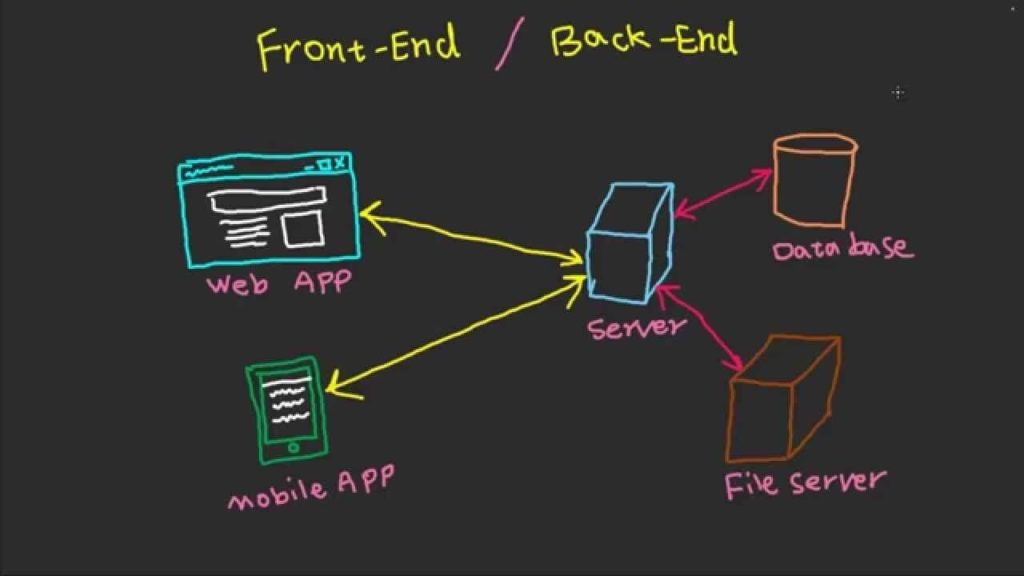 Front-End / Back-End
Web APP
Server
Database
mobile APP
File Server